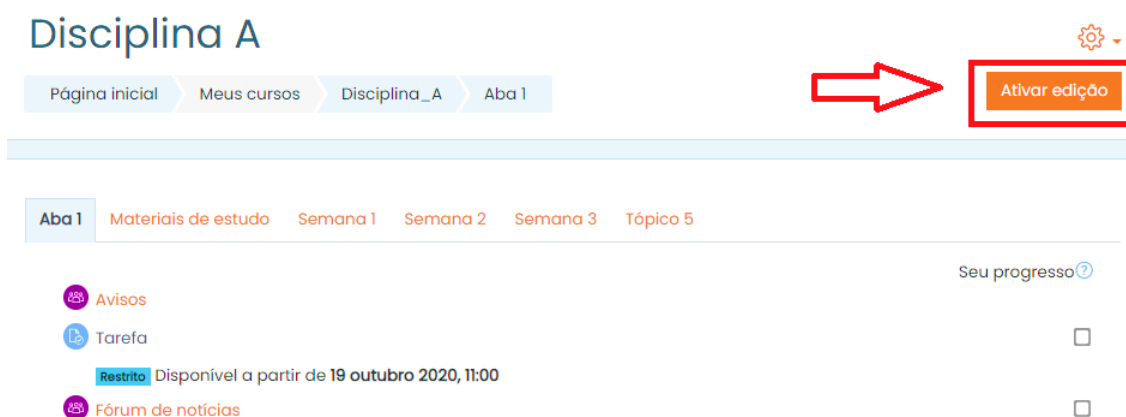 Disciplina A
Página inicial Meus cursos Disciplina_A Aba 1
Ativar edição
Aba 1 Materiais de estudo Semana 1 Semana 2 Semana 3 Tópico 5
Seu progresso
Avisos
Tarefa
Restrito Disponível a partir de 19 outubro 2020, 11:00
Fórum de notícias